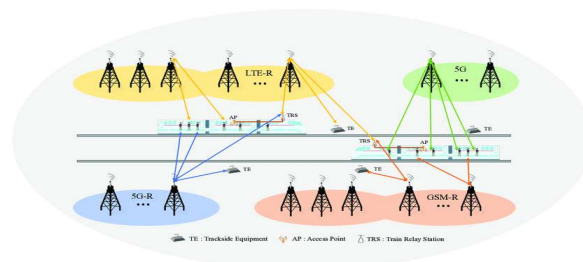 LTE-R
5G
AP
TRS
TE
TE
TRS
AP
TE
TE
5G-R
GSM-R
TE : Trackside Equipment
AP : Access Point
TRS : Train Relay Station